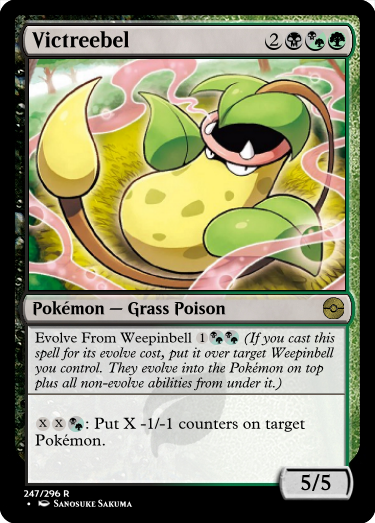 Victreebel 2
Pokémon — Grass Poison
Evolve From Weepinbell 1 (If you cast this
spell for its evolve cost, put it over target Weepinbell
you control. They evolve into the Pokémon on top
plus all non-evolve abilities from under it.)
X X : Put X -1/-1 counters on target
Pokémon.
5/5
247/296 R
• Sanosuke Sakuma